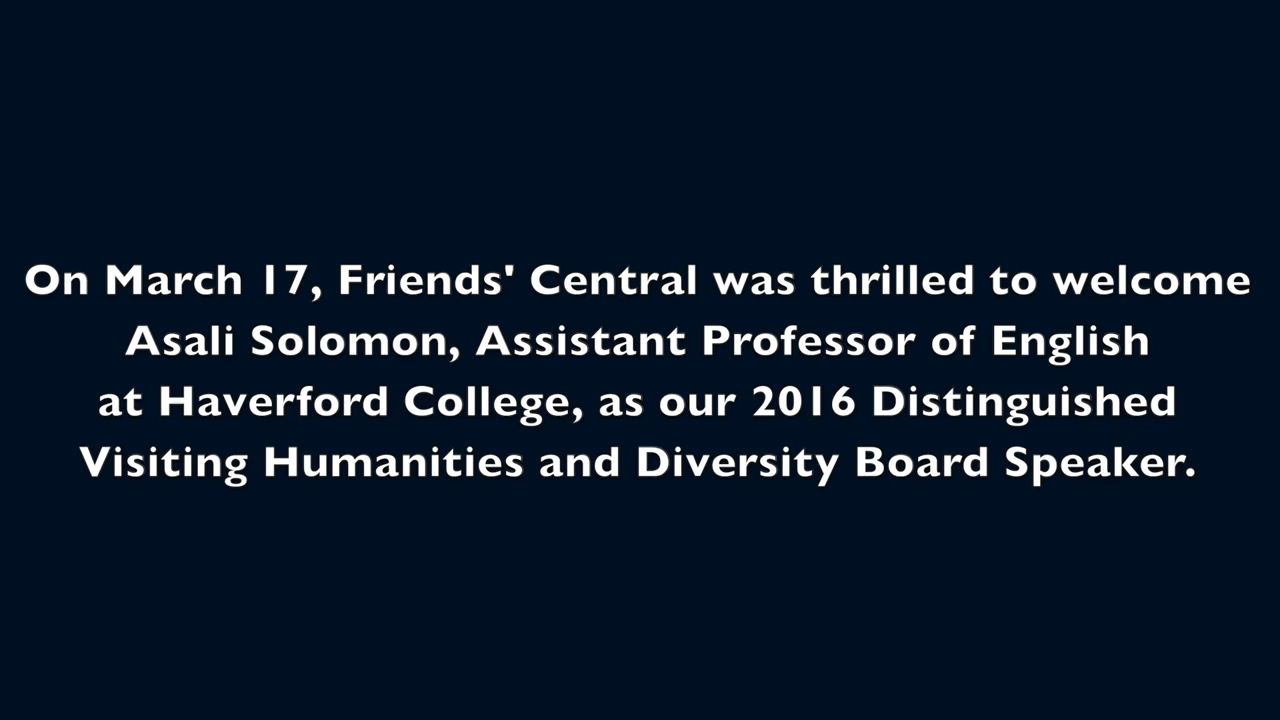 On March 17, Friends' Central was thrilled to welcome
Asali Solomon, Assistant Professor of English
at Haverford College, as our 2016 Distinguished
Visiting Humanities and Diversity Board Speaker.